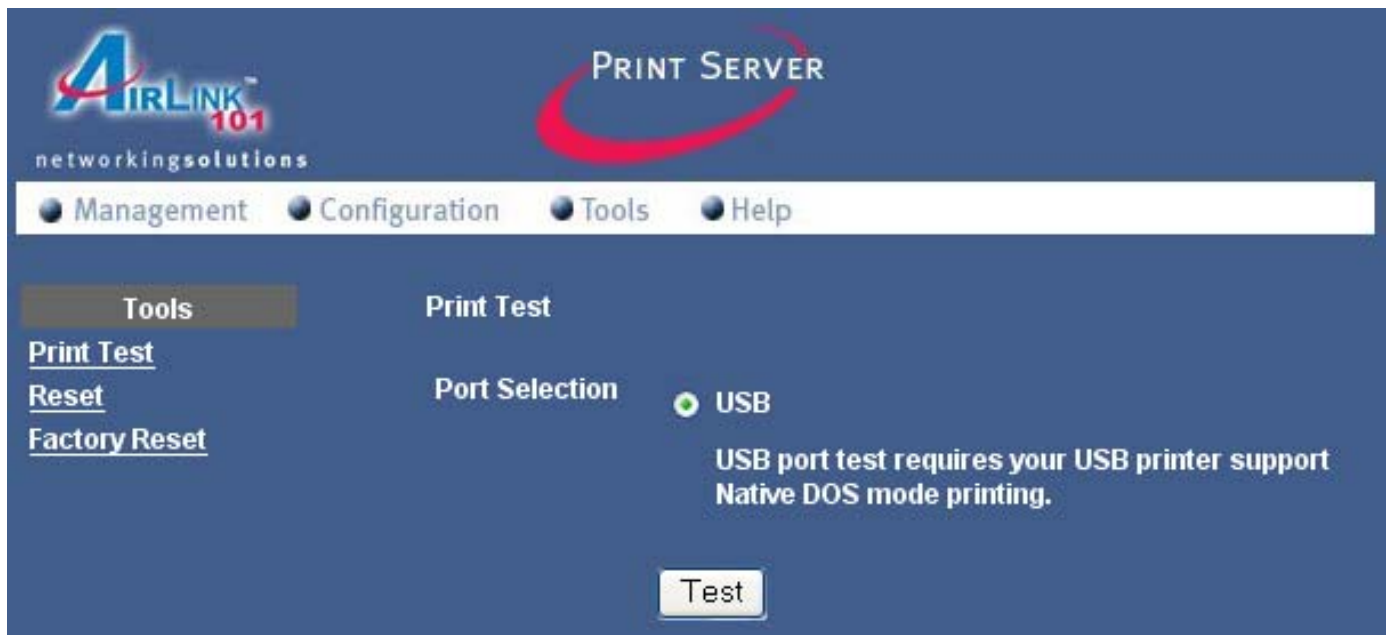 AIRLINK™
101
networkingsolutions
PRINT SERVER
Management Configuration Tools Help
Tools
Print Test
Reset
Factory Reset
Print Test
Port Selection
USB
USB port test requires your USB printer support
Native DOS mode printing.
Test